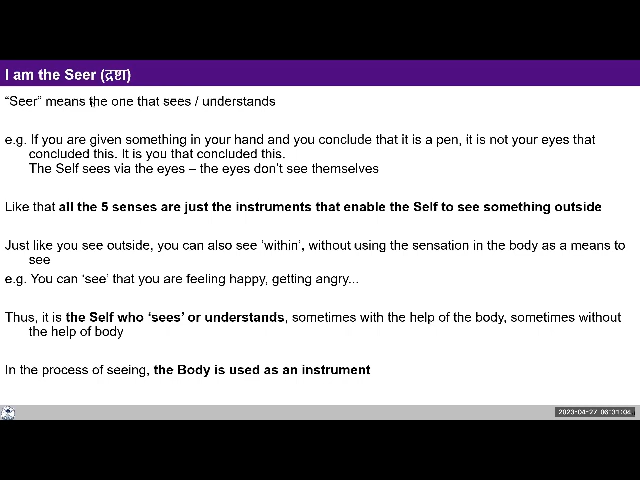 I am the Seer (द्रष्टा)
“Seer” means the one that sees / understands
e.g. If you are given something in your hand and you conclude that it is a pen, it is not your eyes that
concluded this. It is you that concluded this.
The Self sees via the eyes – the eyes don’t see themselves
Like that all the 5 senses are just the instruments that enable the Self to see something outside
Just like you see outside, you can also see ‘within’, without using the sensation in the body as a means to
see
e.g. You can ‘see’ that you are feeling happy, getting angry...
Thus, it is the Self who ‘sees’ or understands, sometimes with the help of the body, sometimes without
the help of body
In the process of seeing, the Body is used as an instrument
2023-04-27 06:31:04